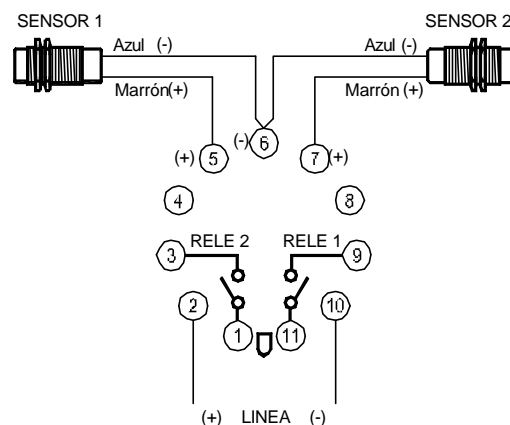 SENSOR 1
SENSOR 2
Azul (-)
Azul (-)
Marrón(+)
Marrón (+)
(-)
6
(+)
5
7
(+)
4
8
RELE 2
RELE 1
3
9
2
10
1
11
(+) LINEA (-)